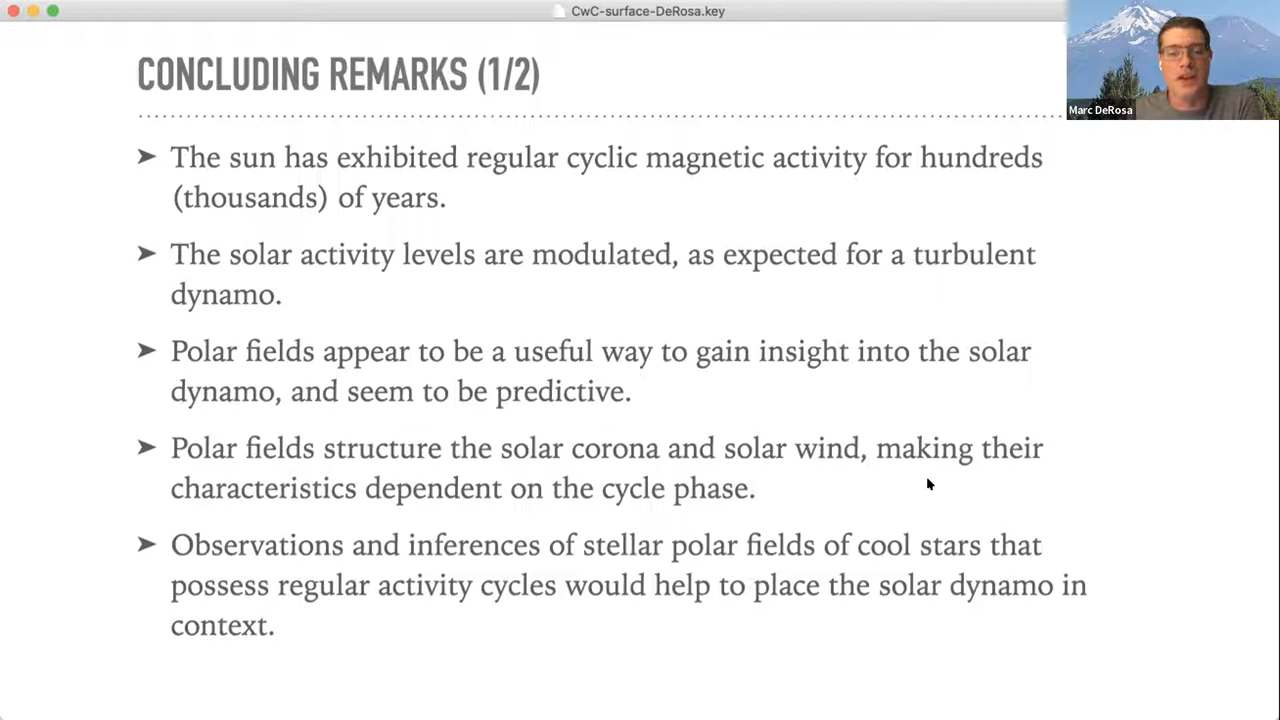 CwC-surface-DeRosa.key
CONCLUDING REMARKS (1/2)
Marc DeRosa
➤ The sun has exhibited regular cyclic magnetic activity for hundreds
(thousands) of years.
➤ The solar activity levels are modulated, as expected for a turbulent
dynamo.
➤ Polar fields appear to be a useful way to gain insight into the solar
dynamo, and seem to be predictive.
➤ Polar fields structure the solar corona and solar wind, making their
characteristics dependent on the cycle phase.
➤ Observations and inferences of stellar polar fields of cool stars that
possess regular activity cycles would help to place the solar dynamo in
context.